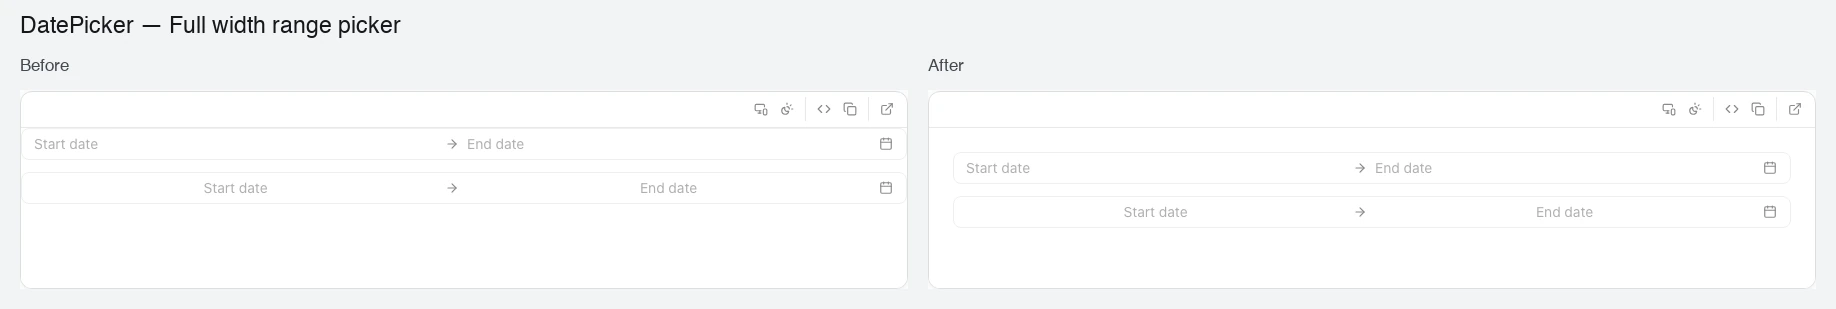 DatePicker — Full width range picker
Before
Start date → End date
Start date → End date
After
Start date → End date
Start date → End date